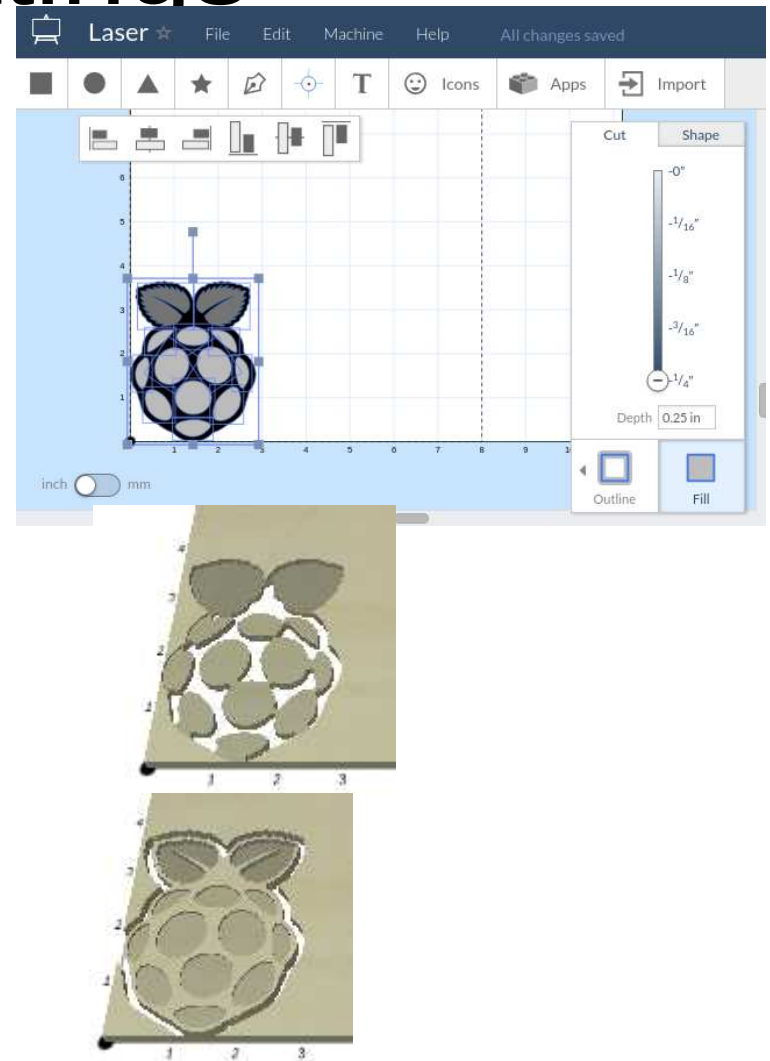 Laser File Edit Machine Help All changes saved
T Icons Apps Import
Cut Shape
-0"
-1/16"
-1/8"
-3/16"
-1/4"
Depth 0.25 in
Outline Fill
6
5
4
3
2
1
1 2 3 4 5 6 7 8 9
inch mm
4
3
2
1
1 2 3
4
3
2
1
1 2 3